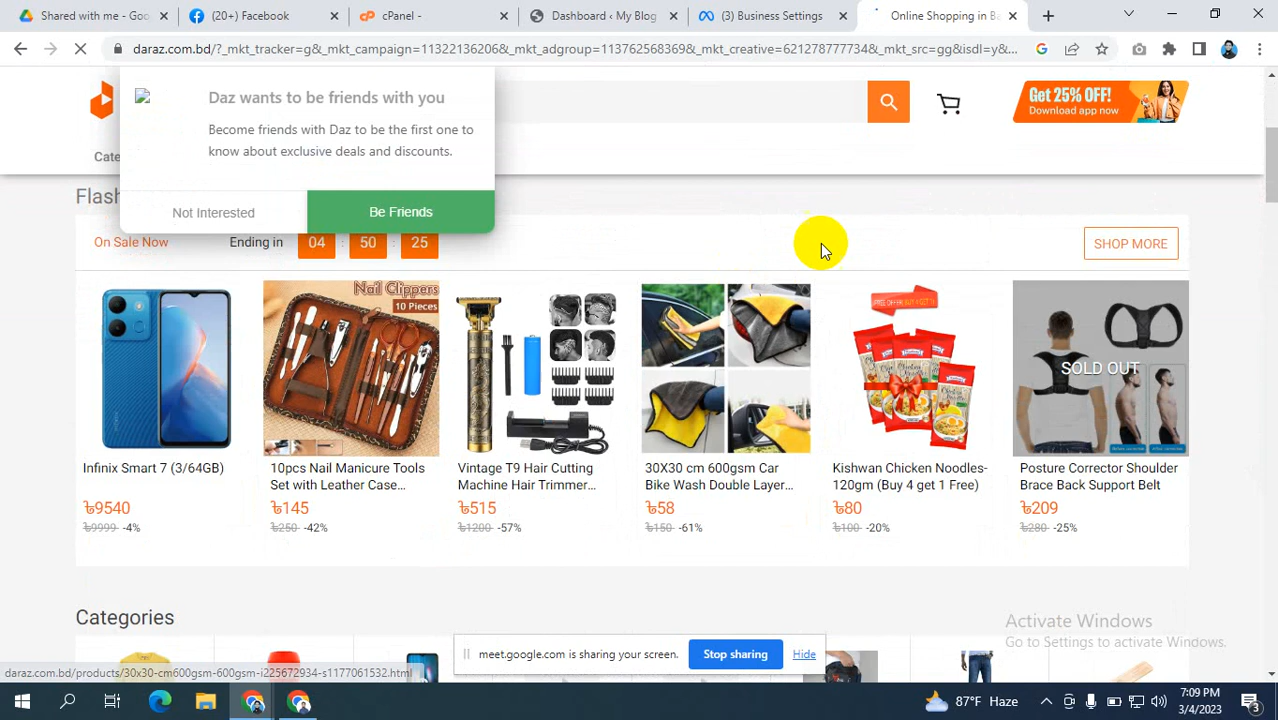 Shared with me - Goo
(20+) Facebook
cPanel -
Dashboard ‹ My Blog
(3) Business Settings
Online Shopping in Ba
daraz.com.bd/?_mkt_tracker=g&_mkt_campaign=11322136206&_mkt_adgroup=113762568369&_mkt_creative=621278777734&_mkt_src=gg&isdl=y&...
Daz wants to be friends with you
Become friends with Daz to be the first one to
know about exclusive deals and discounts.
Not Interested
Be Friends
Get 25% OFF!
Download app now
Cate
Flash
On Sale Now
Ending in
04 : 50 : 25
SHOP MORE
Nail Clippers
10 Pieces
SOLD OUT
Infinix Smart 7 (3/64GB)
৳9540
৳9999 -4%
10pcs Nail Manicure Tools
Set with Leather Case...
৳145
৳250 -42%
Vintage T9 Hair Cutting
Machine Hair Trimmer...
৳515
৳1200 -57%
30X30 cm 600gsm Car
Bike Wash Double Layer...
৳58
৳150 -61%
Kishwan Chicken Noodles-
120gm (Buy 4 get 1 Free)
৳80
৳100 -20%
Posture Corrector Shoulder
Brace Back Support Belt
৳209
৳280 -25%
Categories
Activate Windows
Go to Settings to activate Windows.
meet.google.com is sharing your screen.
Stop sharing
Hide
daraz.com.bd/products/30x30-cm600gsm-600gsm-i225672934-s1177061532.html
87°F Haze
7:09 PM
3/4/2023
3